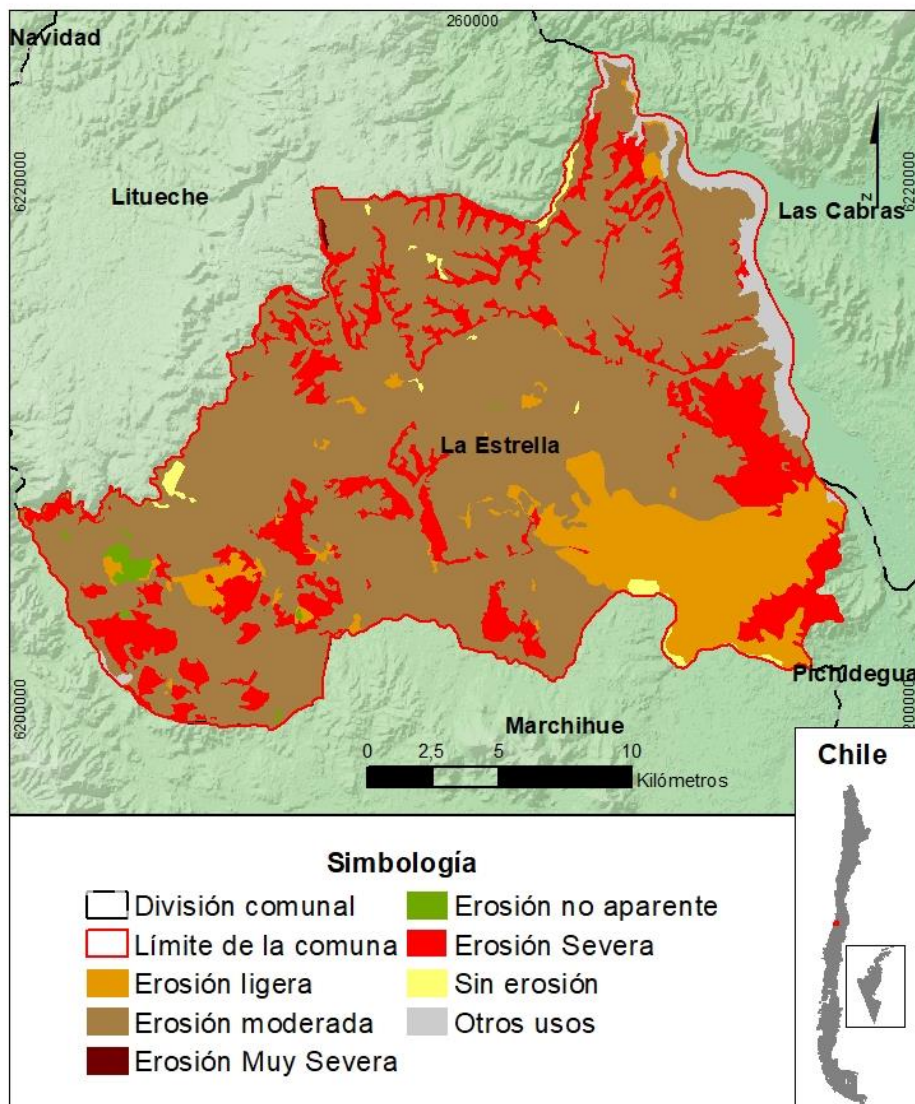 260000
Navidad
6220000
6220000
Litueche
N
Las Cabras
La Estrella
6200000
Pichidegua
Marchihue
0 2,5 5 10
Kilómetros
Chile
Simbología
División comunal
Límite de la comuna
Erosión ligera
Erosión moderada
Erosión Muy Severa
Erosión no aparente
Erosión Severa
Sin erosión
Otros usos